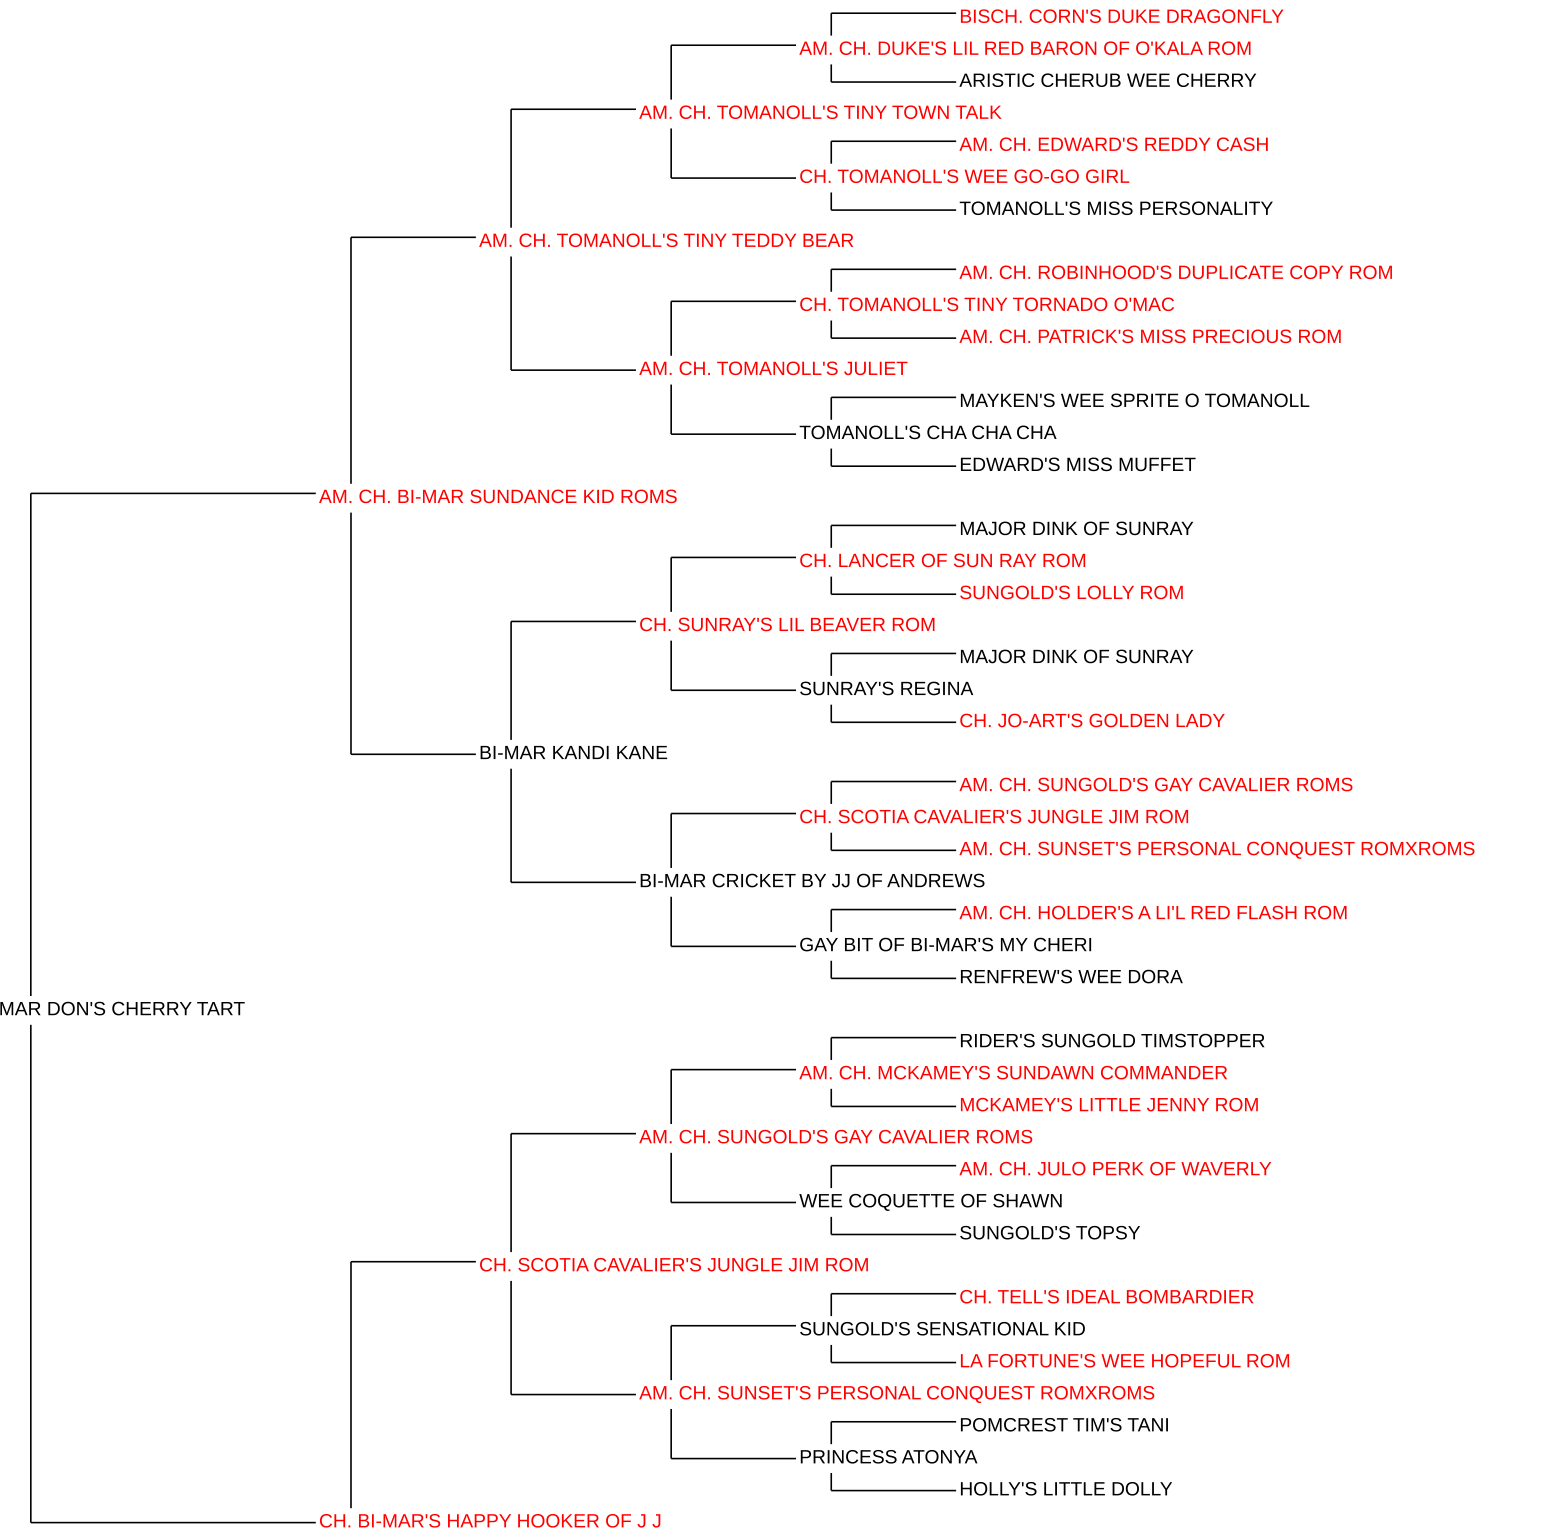 BISCH. CORN'S DUKE DRAGONFLY
AM. CH. DUKE'S LIL RED BARON OF O'KALA ROM
ARISTIC CHERUB WEE CHERRY
AM. CH. TOMANOLL'S TINY TOWN TALK
AM. CH. EDWARD'S REDDY CASH
CH. TOMANOLL'S WEE GO-GO GIRL
TOMANOLL'S MISS PERSONALITY
AM. CH. TOMANOLL'S TINY TEDDY BEAR
AM. CH. ROBINHOOD'S DUPLICATE COPY ROM
CH. TOMANOLL'S TINY TORNADO O'MAC
AM. CH. PATRICK'S MISS PRECIOUS ROM
AM. CH. TOMANOLL'S JULIET
MAYKEN'S WEE SPRITE O TOMANOLL
TOMANOLL'S CHA CHA CHA
EDWARD'S MISS MUFFET
AM. CH. BI-MAR SUNDANCE KID ROMS
MAJOR DINK OF SUNRAY
CH. LANCER OF SUN RAY ROM
SUNGOLD'S LOLLY ROM
CH. SUNRAY'S LIL BEAVER ROM
MAJOR DINK OF SUNRAY
SUNRAY'S REGINA
CH. JO-ART'S GOLDEN LADY
BI-MAR KANDI KANE
AM. CH. SUNGOLD'S GAY CAVALIER ROMS
CH. SCOTIA CAVALIER'S JUNGLE JIM ROM
AM. CH. SUNSET'S PERSONAL CONQUEST ROMXROMS
BI-MAR CRICKET BY JJ OF ANDREWS
AM. CH. HOLDER'S A LI'L RED FLASH ROM
GAY BIT OF BI-MAR'S MY CHERI
RENFREW'S WEE DORA
MAR DON'S CHERRY TART
RIDER'S SUNGOLD TIMSTOPPER
AM. CH. MCKAMEY'S SUNDAWN COMMANDER
MCKAMEY'S LITTLE JENNY ROM
AM. CH. SUNGOLD'S GAY CAVALIER ROMS
AM. CH. JULO PERK OF WAVERLY
WEE COQUETTE OF SHAWN
SUNGOLD'S TOPSY
CH. SCOTIA CAVALIER'S JUNGLE JIM ROM
CH. TELL'S IDEAL BOMBARDIER
SUNGOLD'S SENSATIONAL KID
LA FORTUNE'S WEE HOPEFUL ROM
AM. CH. SUNSET'S PERSONAL CONQUEST ROMXROMS
POMCREST TIM'S TANI
PRINCESS ATONYA
HOLLY'S LITTLE DOLLY
CH. BI-MAR'S HAPPY HOOKER OF J J